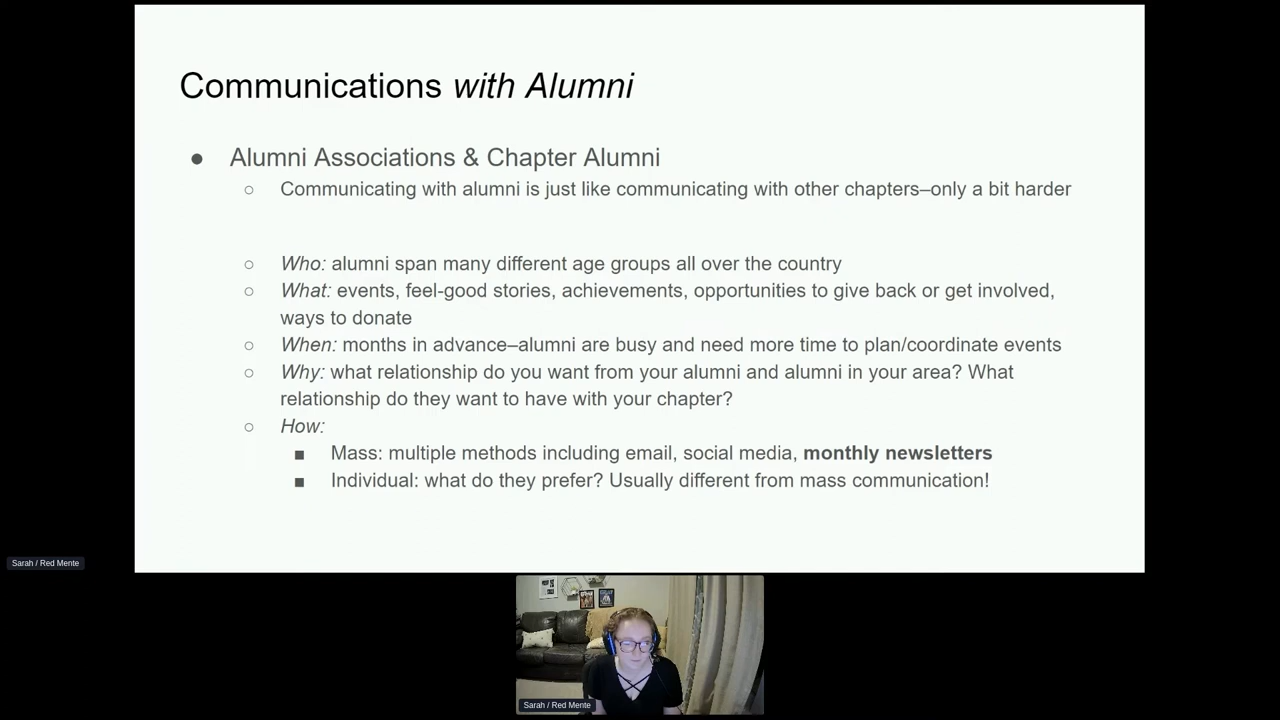 Communications with Alumni
● Alumni Associations & Chapter Alumni
○ Communicating with alumni is just like communicating with other chapters–only a bit harder
○ Who: alumni span many different age groups all over the country
○ What: events, feel-good stories, achievements, opportunities to give back or get involved,
ways to donate
○ When: months in advance–alumni are busy and need more time to plan/coordinate events
○ Why: what relationship do you want from your alumni and alumni in your area? What
relationship do they want to have with your chapter?
○ How:
■ Mass: multiple methods including email, social media, monthly newsletters
■ Individual: what do they prefer? Usually different from mass communication!
Sarah / Red Mente
Sarah / Red Mente